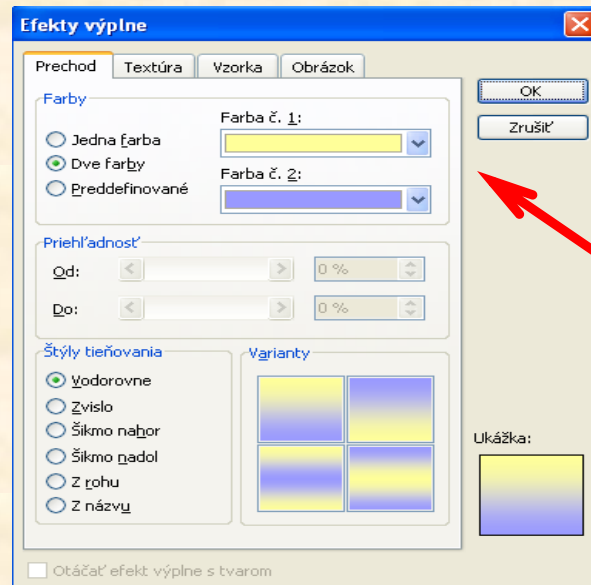 Efekty výplne
Prechod Textúra Vzorka Obrázok
OK
Zrušiť
Farby
Jedna farba
Dve farby
Preddefinované
Farba č. 1:
Farba č. 2:
Priehľadnosť
Od: 0 %
Do: 0 %
Štýly tieňovania
Vodorovne
Zvislo
Šikmo nahor
Šikmo nadol
Z rohu
Z názvu
Varianty
Ukážka:
Otáčať efekt výplne s tvarom